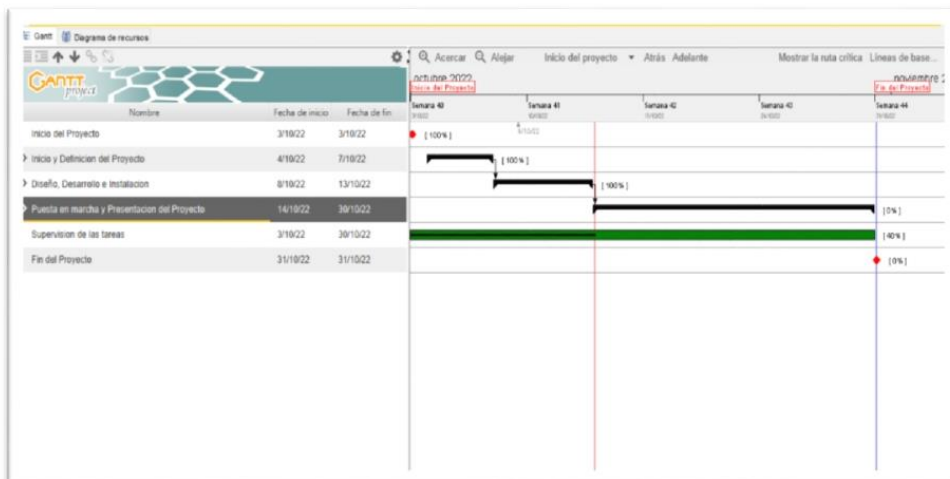 Gantt Diagrama de recursos
Acercar Alejar Inicio del proyecto Atrás Adelante Mostrar la ruta crítica Líneas de base...
GANTT project
octubre 2022 noviembre 2
Inicio del Proyecto Fin del Proyecto
Nombre Fecha de inicio Fecha de fin
Semana 40 Semana 41 Semana 42 Semana 43 Semana 44
Inicio del Proyecto 3/10/22 3/10/22 [ 100% ]
Inicio y Definicion del Proyecto 4/10/22 7/10/22 [ 100% ]
Diseño, Desarrollo e Instalacion 8/10/22 13/10/22 [ 100% ]
Puesta en marcha y Presentacion del Proyecto 14/10/22 30/10/22 [ 0% ]
Supervision de las tareas 3/10/22 30/10/22 [ 40% ]
Fin del Proyecto 31/10/22 31/10/22 [ 0% ]